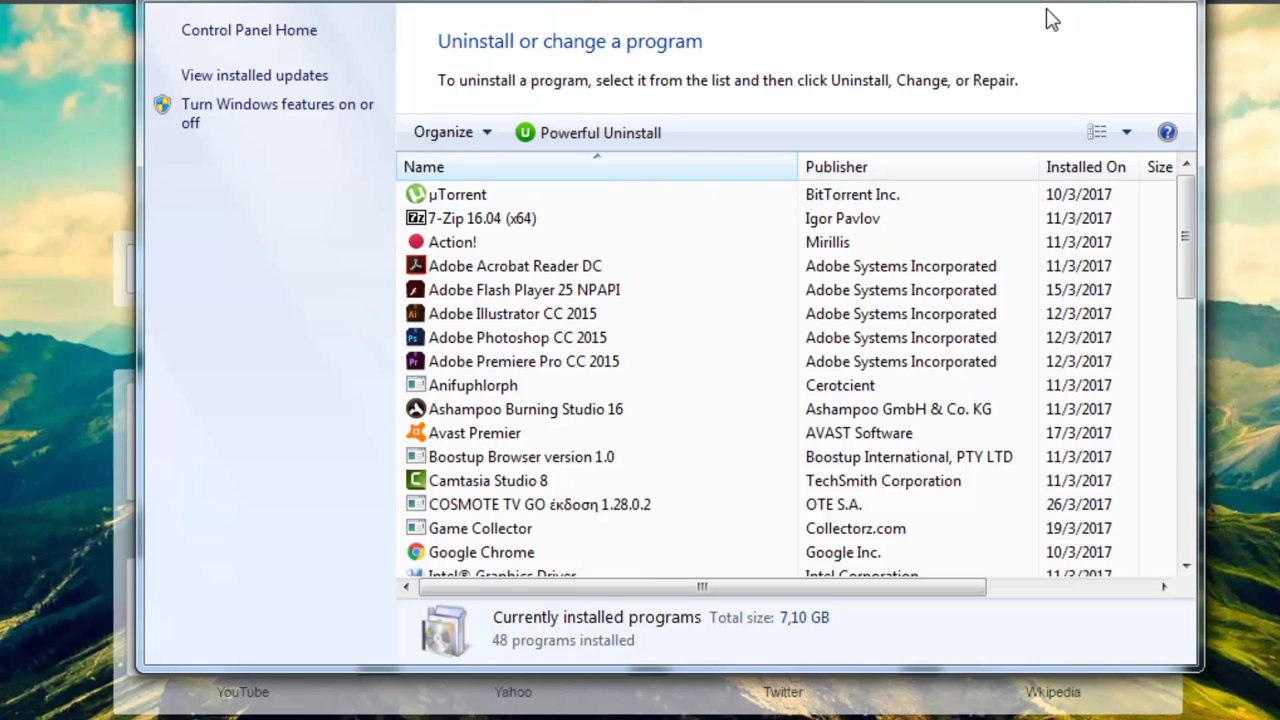 Control Panel Home
View installed updates
Turn Windows features on or
off
Uninstall or change a program
To uninstall a program, select it from the list and then click Uninstall, Change, or Repair.
Organize Powerful Uninstall
Name Publisher Installed On Size
µTorrent BitTorrent Inc. 10/3/2017
7-Zip 16.04 (x64) Igor Pavlov 11/3/2017
Action! Mirillis 11/3/2017
Adobe Acrobat Reader DC Adobe Systems Incorporated 11/3/2017
Adobe Flash Player 25 NPAPI Adobe Systems Incorporated 15/3/2017
Adobe Illustrator CC 2015 Adobe Systems Incorporated 12/3/2017
Adobe Photoshop CC 2015 Adobe Systems Incorporated 12/3/2017
Adobe Premiere Pro CC 2015 Adobe Systems Incorporated 12/3/2017
Anifuphlorph Cerotcient 11/3/2017
Ashampoo Burning Studio 16 Ashampoo GmbH & Co. KG 11/3/2017
Avast Premier AVAST Software 17/3/2017
Boostup Browser version 1.0 Boostup International, PTY LTD 11/3/2017
Camtasia Studio 8 TechSmith Corporation 11/3/2017
COSMOTE TV GO έκδοση 1.28.0.2 OTE S.A. 26/3/2017
Game Collector Collectorz.com 19/3/2017
Google Chrome Google Inc. 10/3/2017
Intel® Graphics Driver Intel Corporation 11/3/2017
Currently installed programs Total size: 7,10 GB
48 programs installed
YouTube Yahoo Twitter Wkipedia